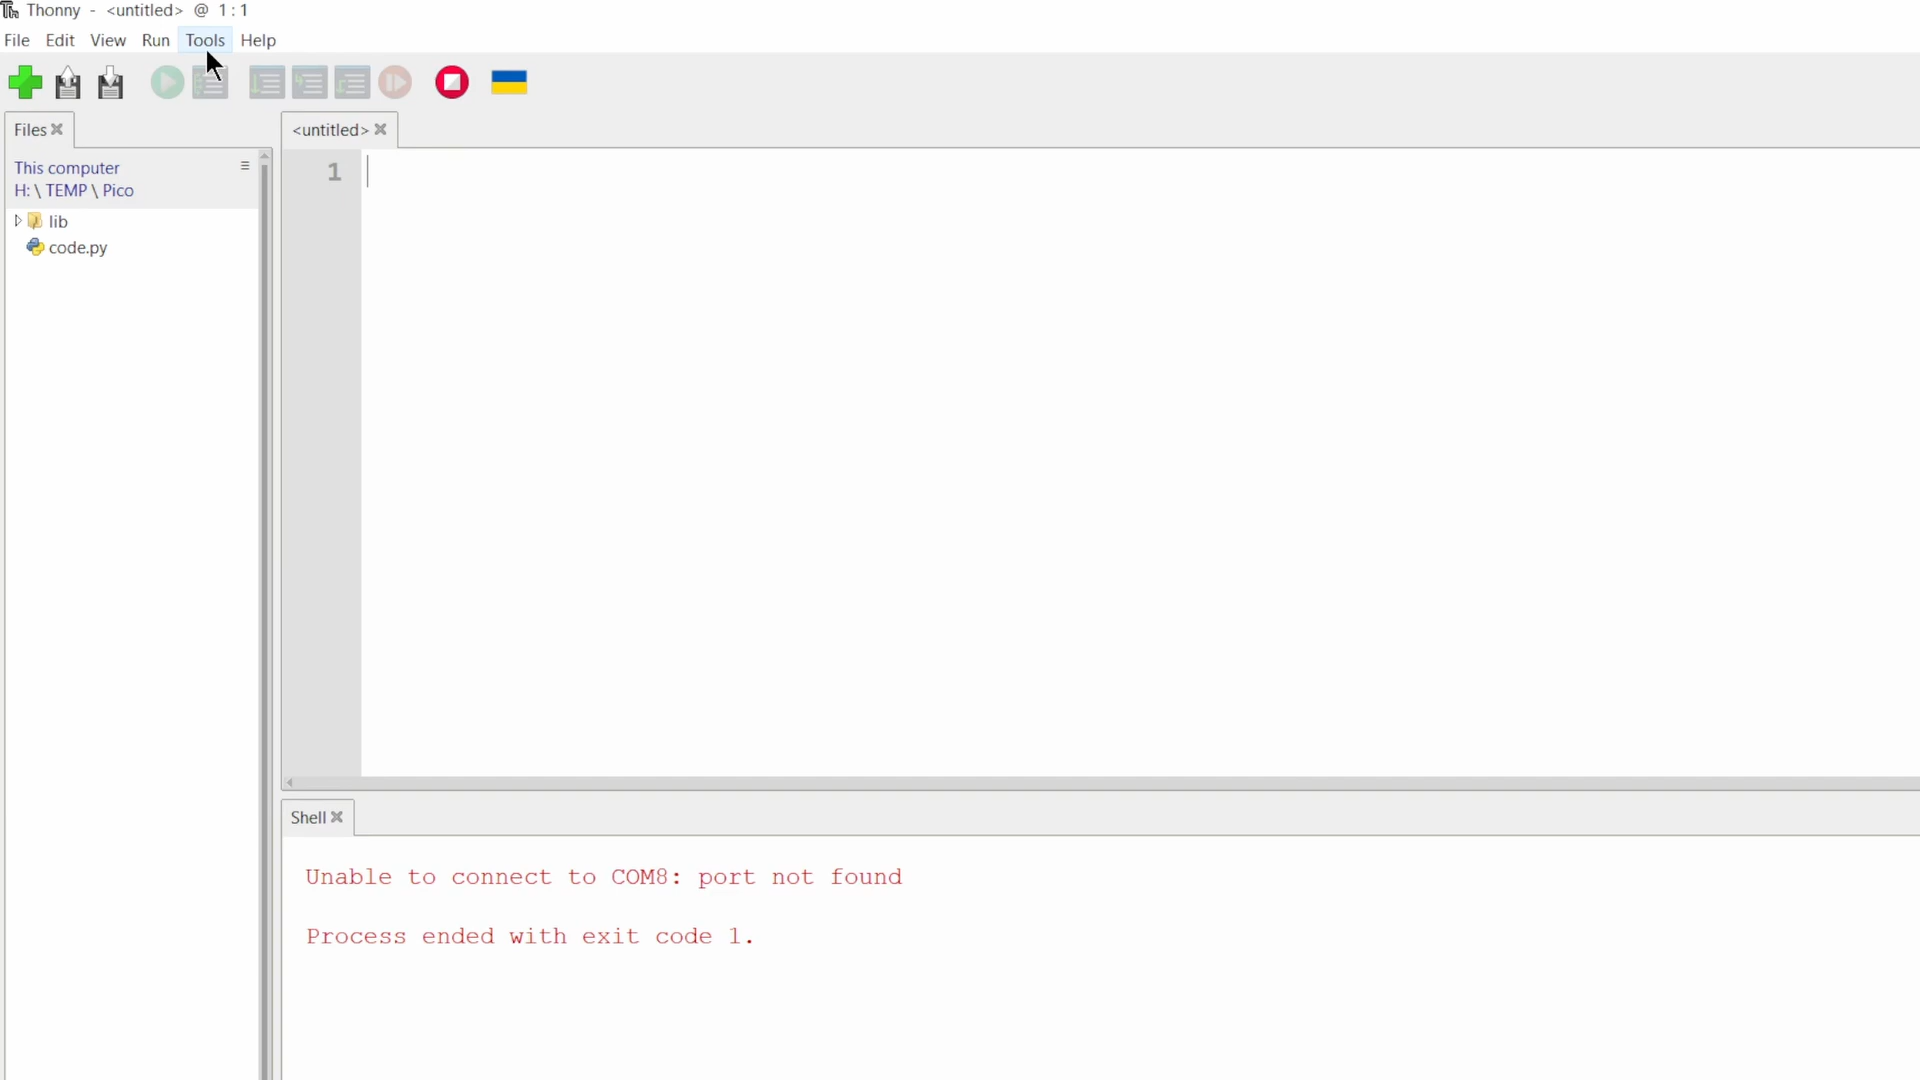 Thonny - <untitled> @ 1:1
File Edit View Run Tools Help
Files
<untitled>
This computer
H: \ TEMP \ Pico
lib
code.py
1
Shell
Unable to connect to COM8: port not found
Process ended with exit code 1.